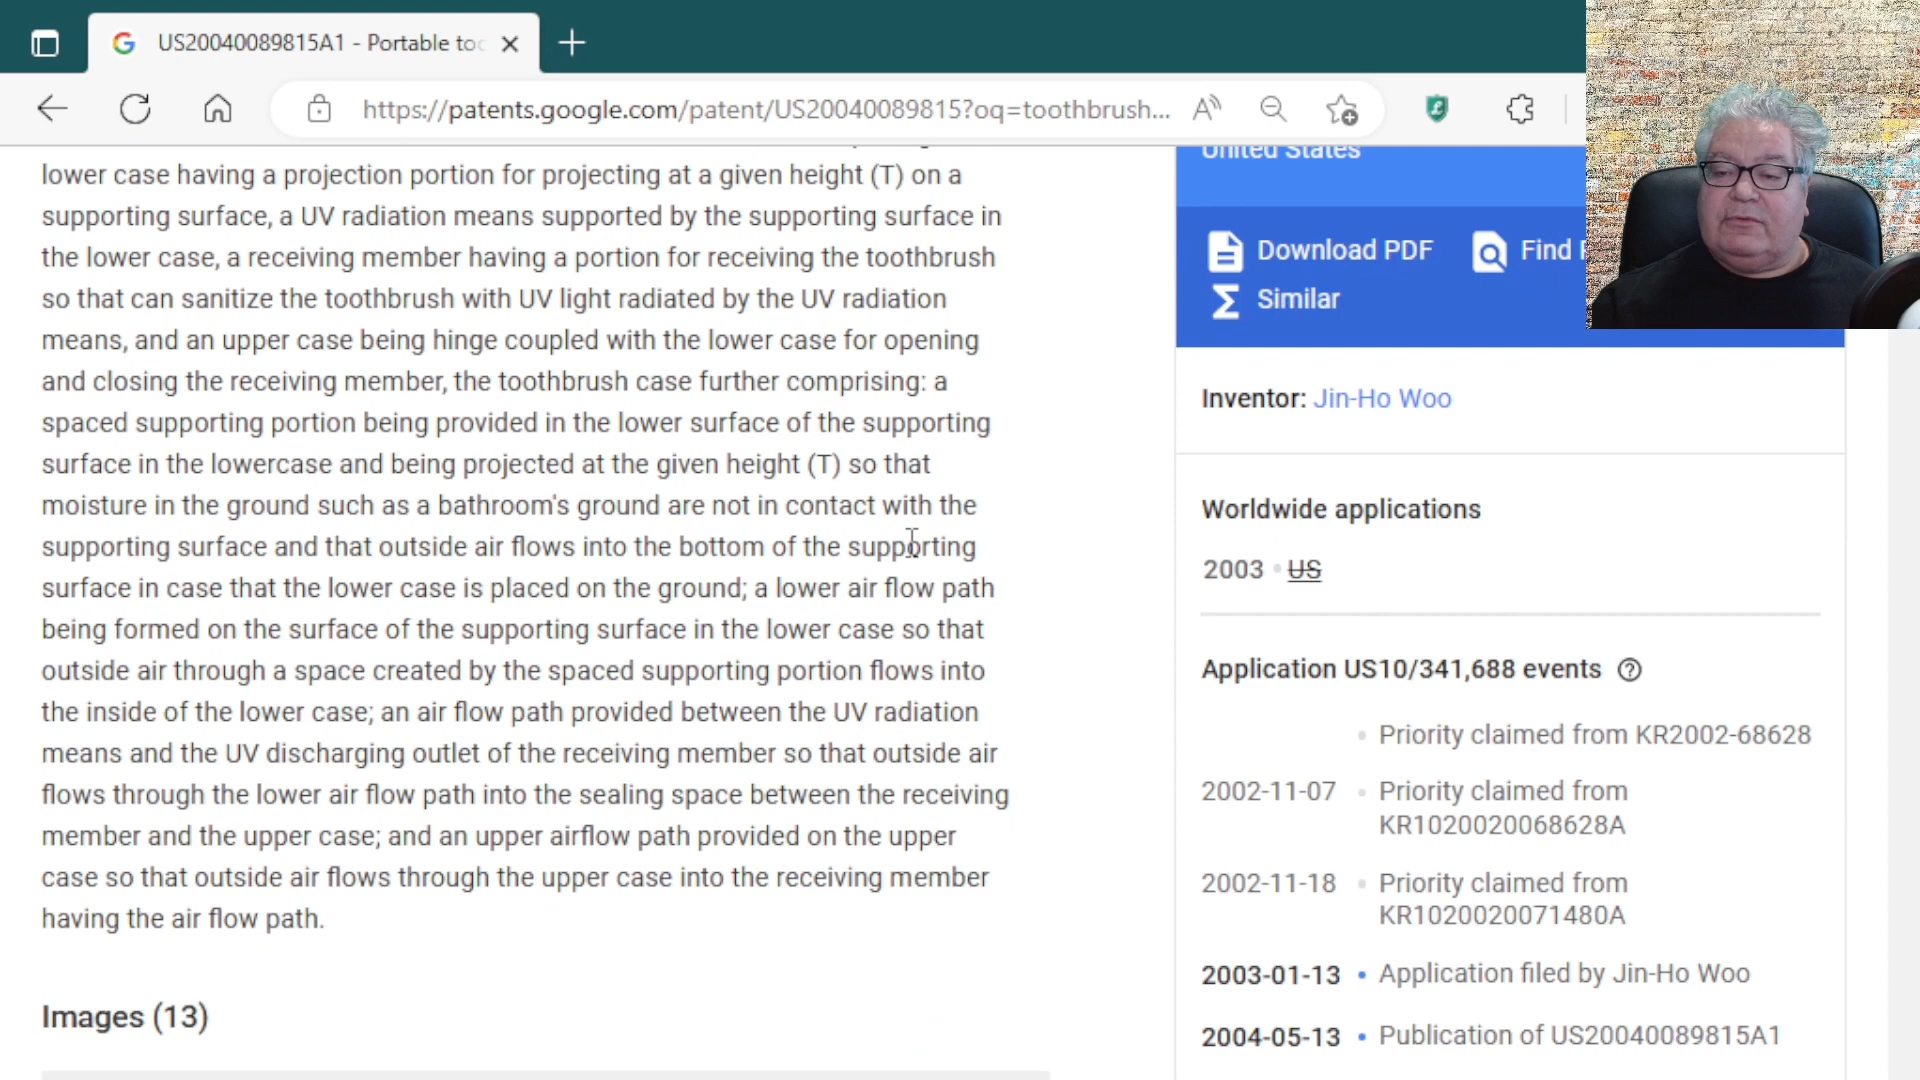 US20040089815A1 - Portable too
https://patents.google.com/patent/US20040089815?oq=toothbrush...
lower case having a projection portion for projecting at a given height (T) on a
supporting surface, a UV radiation means supported by the supporting surface in
the lower case, a receiving member having a portion for receiving the toothbrush
so that can sanitize the toothbrush with UV light radiated by the UV radiation
means, and an upper case being hinge coupled with the lower case for opening
and closing the receiving member, the toothbrush case further comprising: a
spaced supporting portion being provided in the lower surface of the supporting
surface in the lowercase and being projected at the given height (T) so that
moisture in the ground such as a bathroom's ground are not in contact with the
supporting surface and that outside air flows into the bottom of the supporting
surface in case that the lower case is placed on the ground; a lower air flow path
being formed on the surface of the supporting surface in the lower case so that
outside air through a space created by the spaced supporting portion flows into
the inside of the lower case; an air flow path provided between the UV radiation
means and the UV discharging outlet of the receiving member so that outside air
flows through the lower air flow path into the sealing space between the receiving
member and the upper case; and an upper airflow path provided on the upper
case so that outside air flows through the upper case into the receiving member
having the air flow path.
Images (13)
United States
Download PDF Find
Similar
Inventor: Jin-Ho Woo
Worldwide applications
2003 US
Application US10/341,688 events
Priority claimed from KR2002-68628
2002-11-07 Priority claimed from
KR1020020068628A
2002-11-18 Priority claimed from
KR1020020071480A
2003-01-13 Application filed by Jin-Ho Woo
2004-05-13 Publication of US20040089815A1